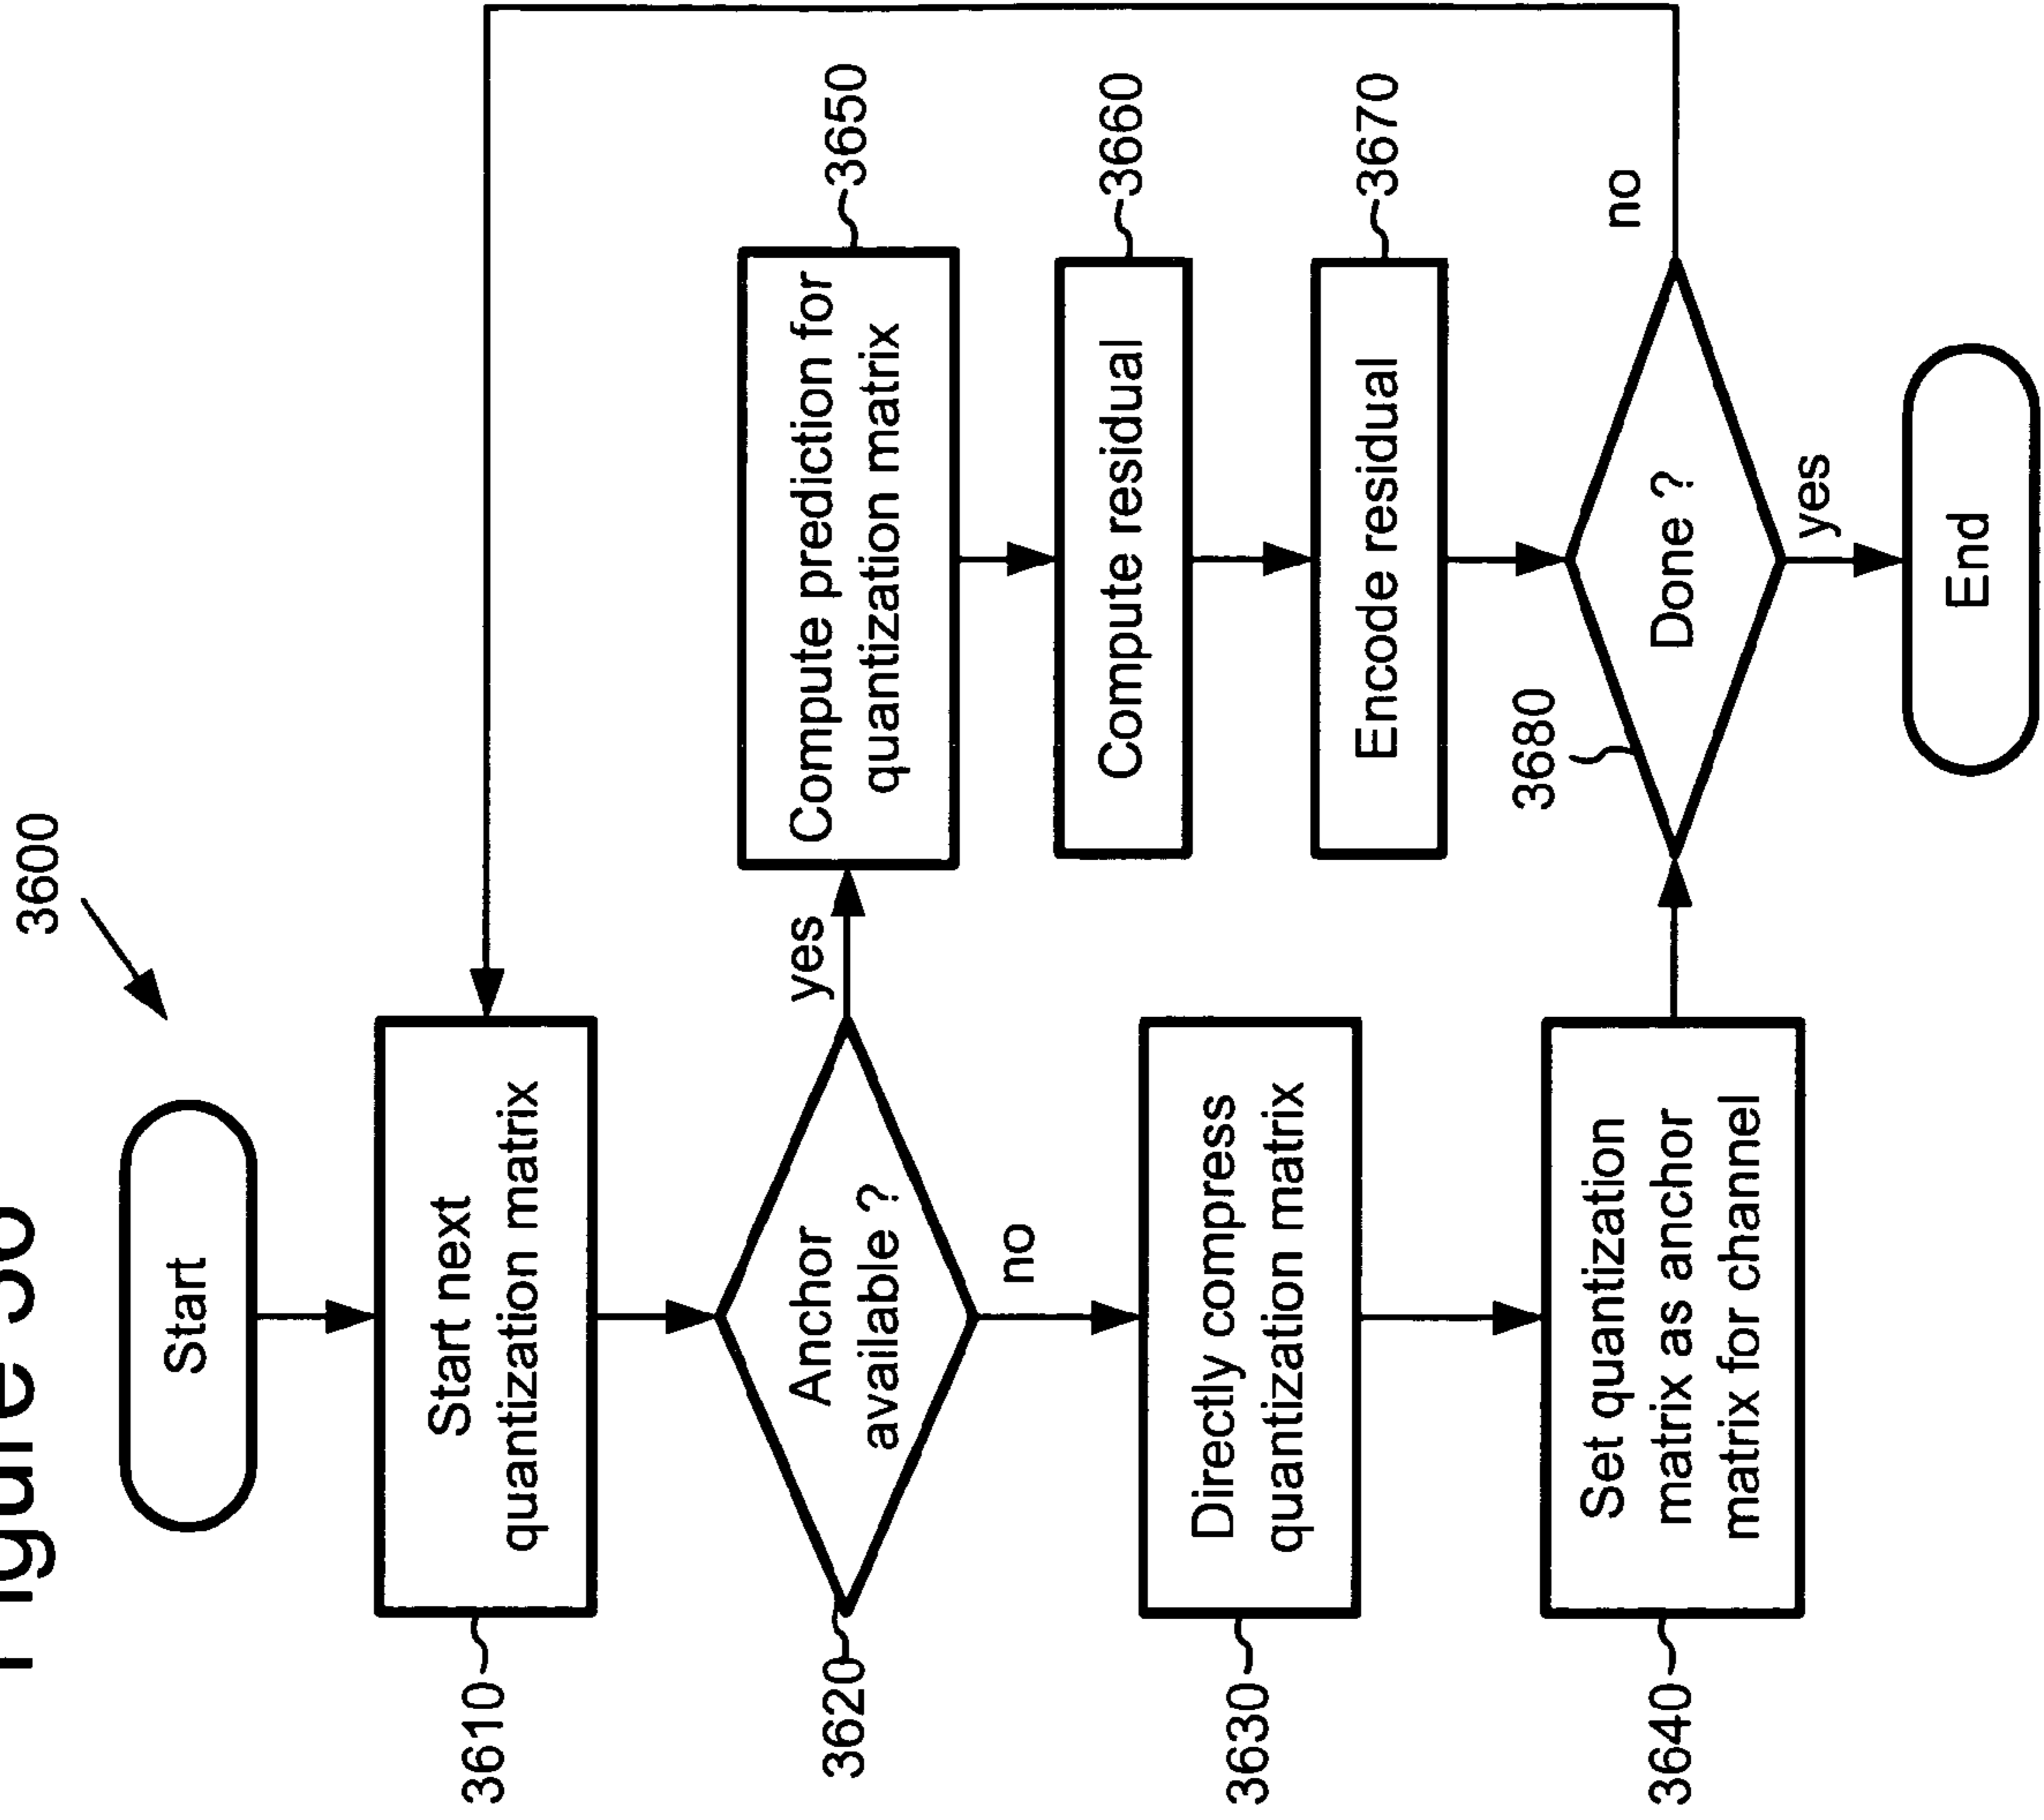 Figure 36
3600
Start
3610
Start next
quantization matrix
3620
Anchor
available ?
yes
no
3630
Directly compress
quantization matrix
3640
Set quantization
matrix as anchor
matrix for channel
Compute prediction for
quantization matrix
3650
Compute residual
3660
Encode residual
3670
3680
Done ?
no
yes
End